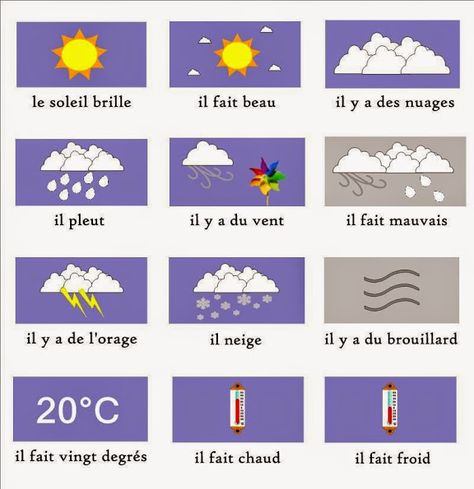 le soleil brille
il fait beau
il y a des nuages
il pleut
il y a du vent
il fait mauvais
il y a de l'orage
il neige
il y a du brouillard
20°C
il fait vingt degrés
il fait chaud
il fait froid